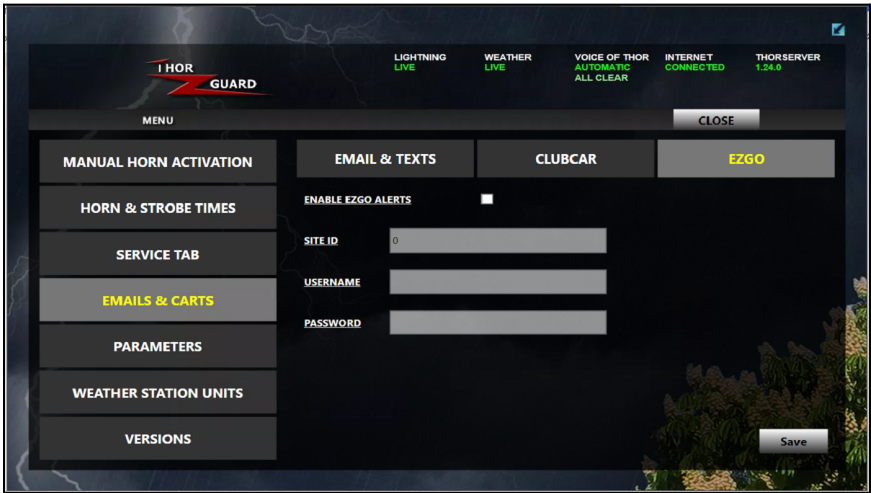 THOR
GUARD
LIGHTNING
LIVE
WEATHER
LIVE
VOICE OF THOR
AUTOMATIC
ALL CLEAR
INTERNET
CONNECTED
THORSERVER
1.24.0
MENU
CLOSE
MANUAL HORN ACTIVATION
HORN & STROBE TIMES
SERVICE TAB
EMAILS & CARTS
PARAMETERS
WEATHER STATION UNITS
VERSIONS
EMAIL & TEXTS
CLUBCAR
EZGO
ENABLE EZGO ALERTS
SITE ID
0
USERNAME
PASSWORD
Save